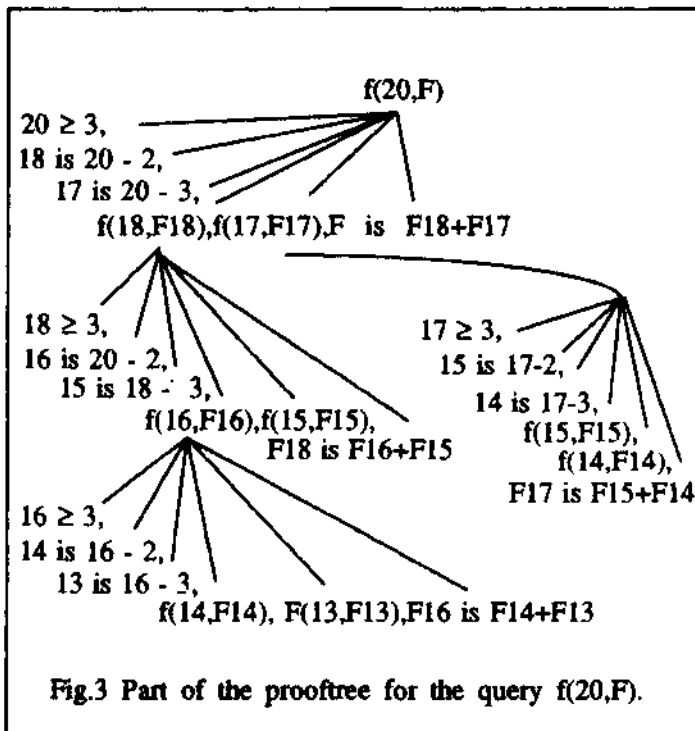 f(20,F)
20 ≥ 3,
18 is 20 - 2,
17 is 20 - 3,
f(18,F18),f(17,F17),F is F18+F17
18 ≥ 3,
16 is 20 - 2,
15 is 18 - 3,
f(16,F16),f(15,F15),
F18 is F16+F15
17 ≥ 3,
15 is 17-2,
14 is 17-3,
f(15,F15),
f(14,F14),
F17 is F15+F14
16 ≥ 3,
14 is 16 - 2,
13 is 16 - 3,
f(14,F14), F(13,F13),F16 is F14+F13
Fig.3 Part of the prooftree for the query f(20,F).